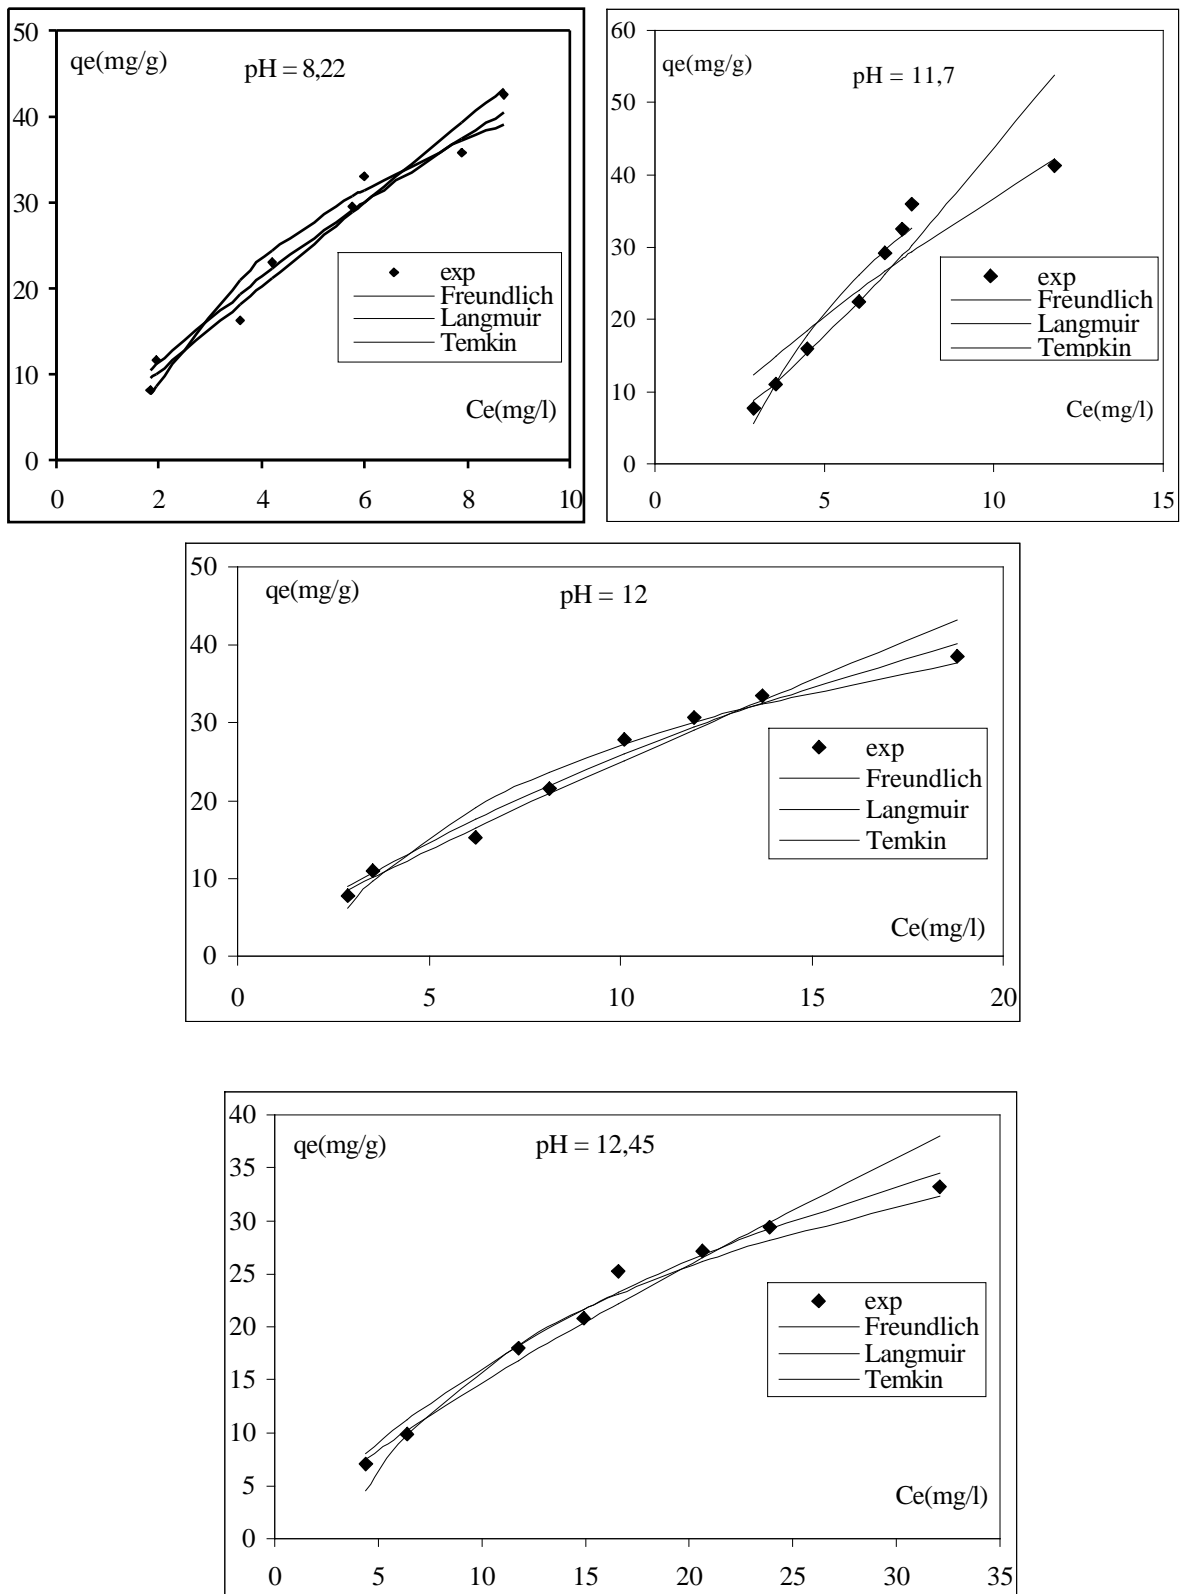 50
40
30
20
10
0
qe(mg/g)
pH = 8,22
exp
Freundlich
Langmuir
Temkin
Ce(mg/l)
0 2 4 6 8 10
60
50
40
30
20
10
0
qe(mg/g)
pH = 11,7
exp
Freundlich
Langmuir
Tempkin
Ce(mg/l)
0 5 10 15
50
40
30
20
10
0
qe(mg/g)
pH = 12
exp
Freundlich
Langmuir
Temkin
Ce(mg/l)
0 5 10 15 20
40
35
30
25
20
15
10
5
0
qe(mg/g)
pH = 12,45
exp
Freundlich
Langmuir
Temkin
Ce(mg/l)
0 5 10 15 20 25 30 35